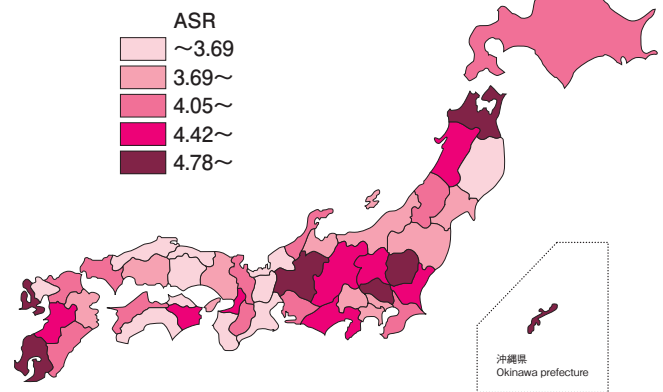 ASR
～3.69
3.69～
4.05～
4.42～
4.78～
沖縄県
Okinawa prefecture